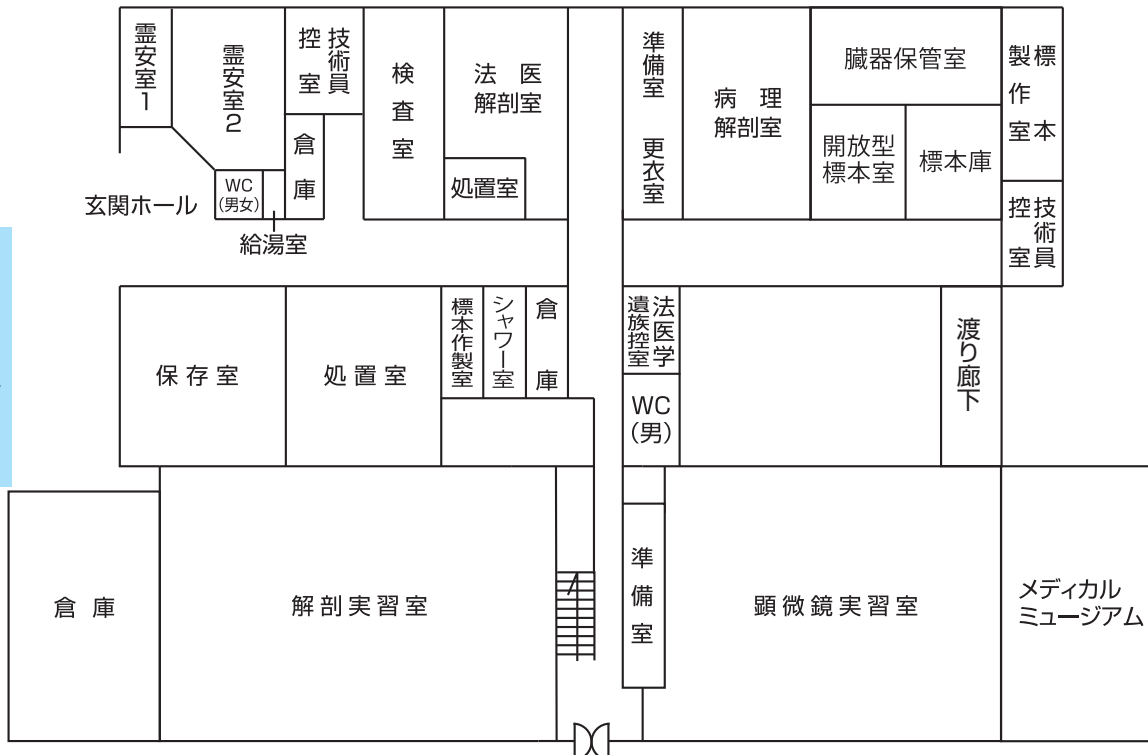 霊安室1
霊安室2
技術員
控室
倉庫
検査室
法医
解剖室
処置室
準備室 更衣室
病理
解剖室
臓器保管室
開放型
標本室
標本庫
標本
製作室
技術員
控室
玄関ホール
WC
(男女)
給湯室
保存室
処置室
標本作製室
シャワー室
倉庫
法医学
遺族控室
WC
(男)
渡り廊下
倉庫
解剖実習室
準備室
顕微鏡実習室
メディカル
ミュージアム